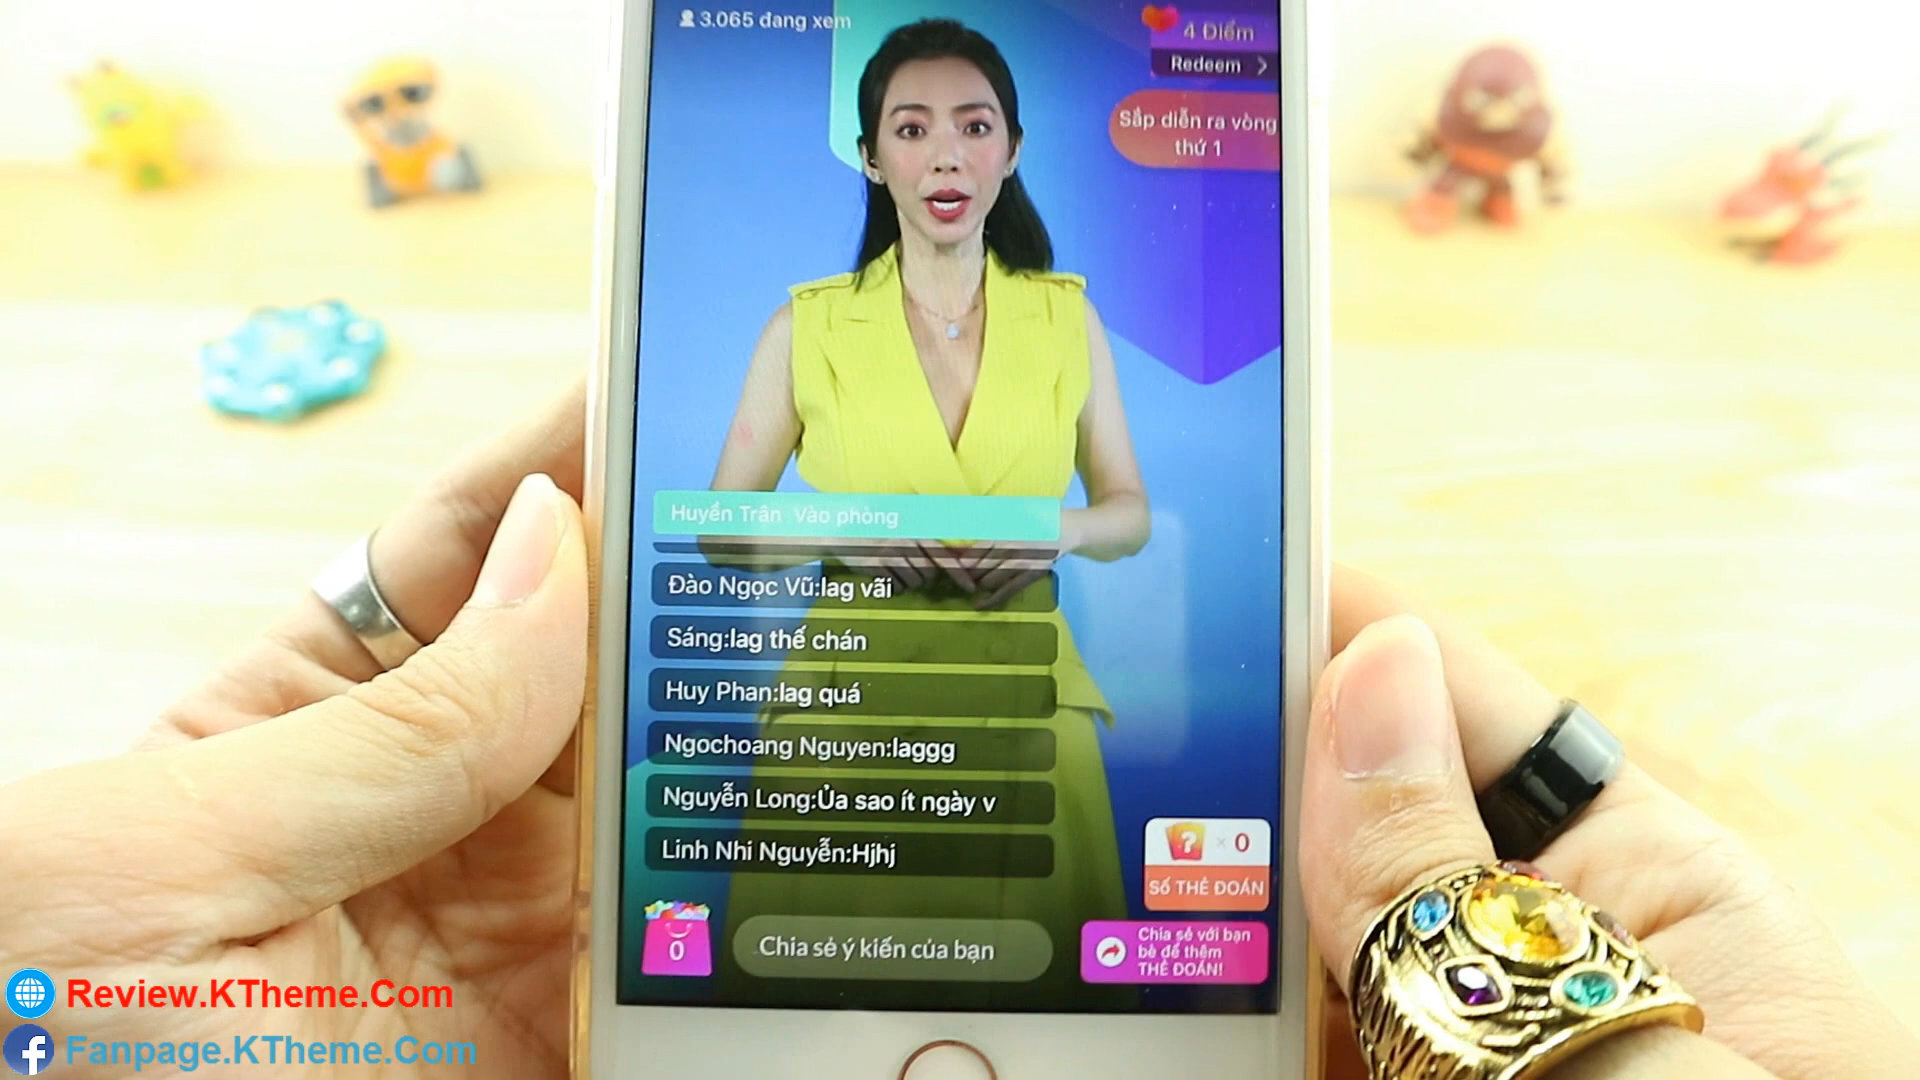 3.065 đang xem
4 Điểm
Redeem >
Sắp diễn ra vòng
thứ 1
Huyền Trân Vào phòng
Đào Ngọc Vũ:lag vãi
Sáng:lag thế chán
Huy Phan:lag quá
Ngochoang Nguyen:laggg
Nguyễn Long:Ủa sao ít ngày v
Linh Nhi Nguyễn:Hjhj
? × 0
Số THẺ ĐOÁN
0
Chia sẻ ý kiến của bạn
Chia sẻ với bạn
bè để thêm
THẺ ĐOÁN!
Review.KTheme.Com
Fanpage.KTheme.Com